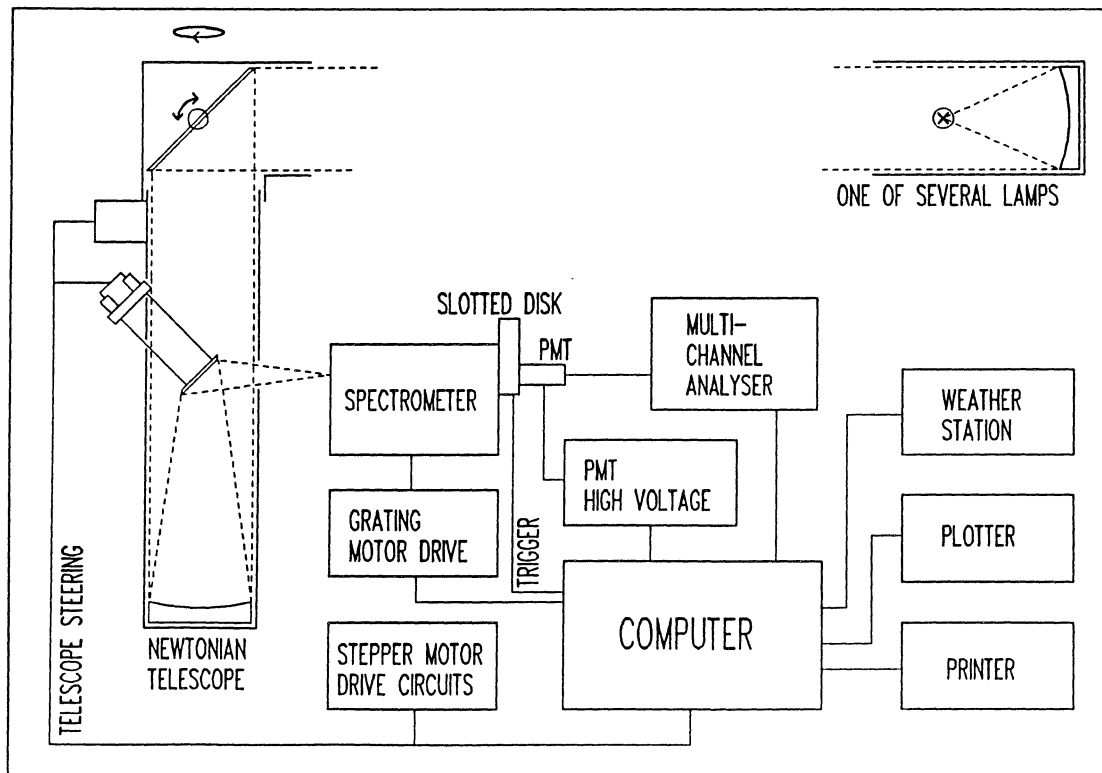 ONE OF SEVERAL LAMPS
SLOTTED DISK
PMT
MULTI-
CHANNEL
ANALYSER
SPECTROMETER
WEATHER
STATION
PMT
HIGH VOLTAGE
GRATING
MOTOR DRIVE
TRIGGER
PLOTTER
COMPUTER
TELESCOPE STEERING
NEWTONIAN
TELESCOPE
STEPPER MOTOR
DRIVE CIRCUITS
PRINTER